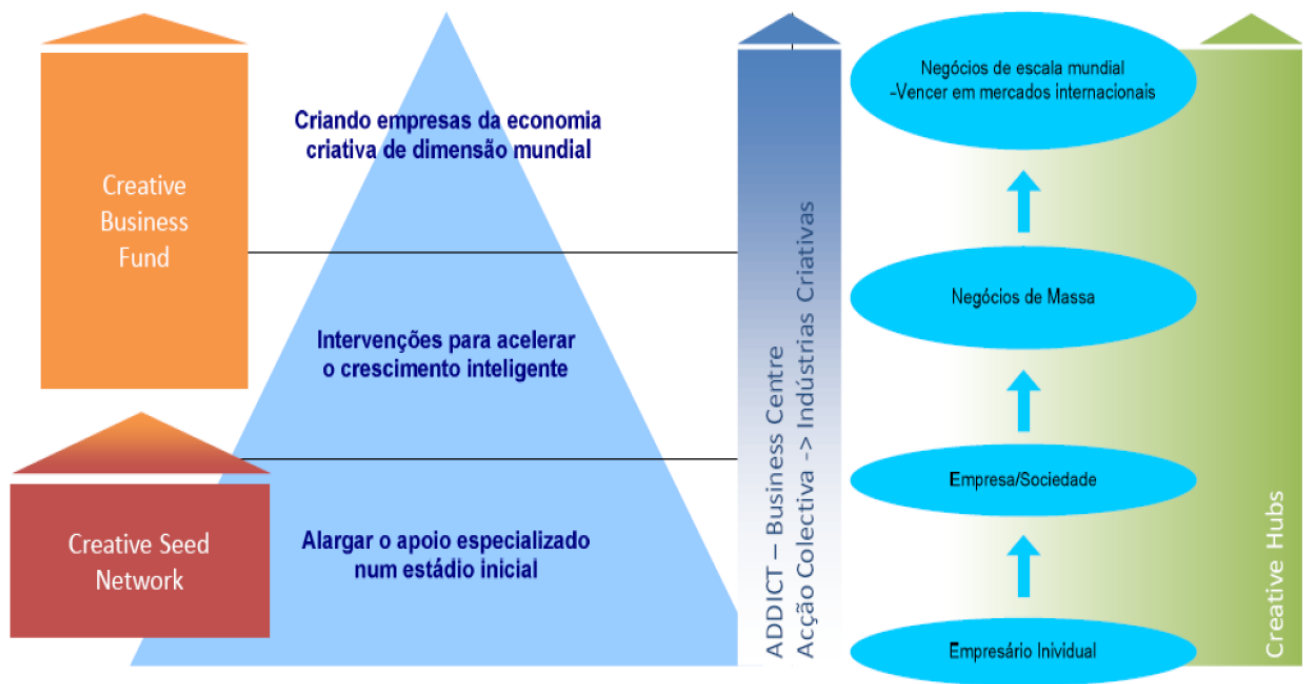 Creative
Business
Fund
Creative Seed
Network
Criando empresas da economia
criativa de dimensão mundial
Intervenções para acelerar
o crescimento inteligente
Alargar o apoio especializado
num estádio inicial
ADDICT – Business Centre
Acção Colectiva -> Indústrias Criativas
Negócios de escala mundial
-Vencer em mercados internacionais
Negócios de Massa
Empresa/Sociedade
Empresário Inividual
Creative Hubs